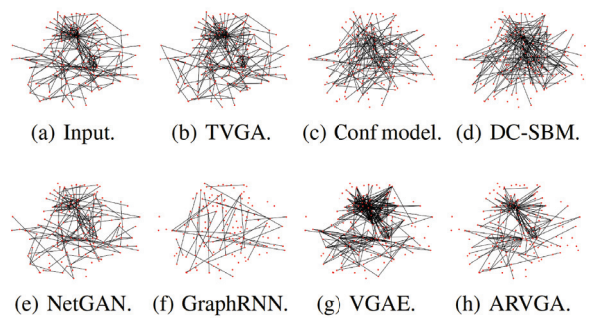 (a) Input. (b) TVGA. (c) Conf model. (d) DC-SBM.
(e) NetGAN. (f) GraphRNN. (g) VGAE. (h) ARVGA.